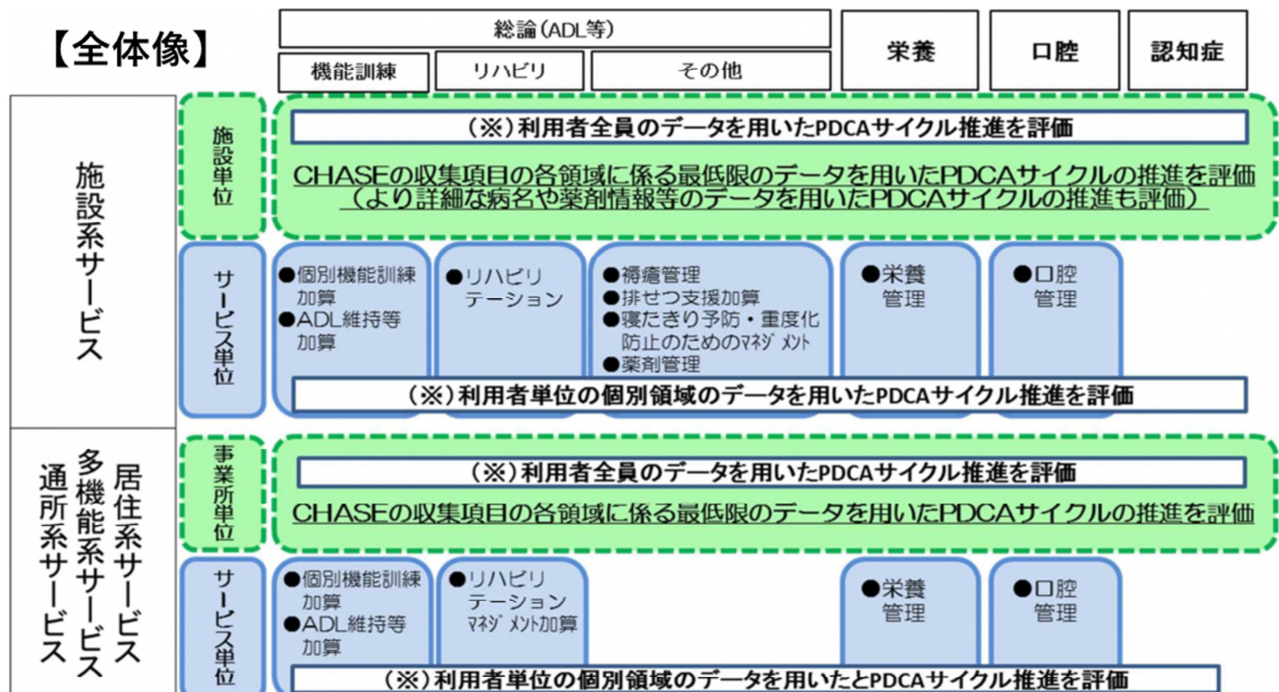 【全体像】
総論(ADL等)
機能訓練
リハビリ
その他
栄養
口腔
認知症
施設系サービス
施設単位
(※)利用者全員のデータを用いたPDCAサイクル推進を評価
CHASEの収集項目の各領域に係る最低限のデータを用いたPDCAサイクルの推進を評価
(より詳細な病名や薬剤情報等のデータを用いたPDCAサイクルの推進も評価)
サービス単位
●個別機能訓練
加算
●ADL維持等
加算
●リハビリ
テーション
●褥瘡管理
●排せつ支援加算
●寝たきり予防・重度化
防止のためのマネジメント
●薬剤管理
●栄養
管理
●口腔
管理
(※)利用者単位の個別領域のデータを用いたPDCAサイクル推進を評価
居住系サービス
多機能系サービス
通所系サービス
事業所単位
(※)利用者全員のデータを用いたPDCAサイクル推進を評価
CHASEの収集項目の各領域に係る最低限のデータを用いたPDCAサイクルの推進を評価
サービス単位
●個別機能訓練
加算
●ADL維持等
加算
●リハビリ
テーション
マネジメント加算
●栄養
管理
●口腔
管理
(※)利用者単位の個別領域のデータを用いたとPDCAサイクル推進を評価